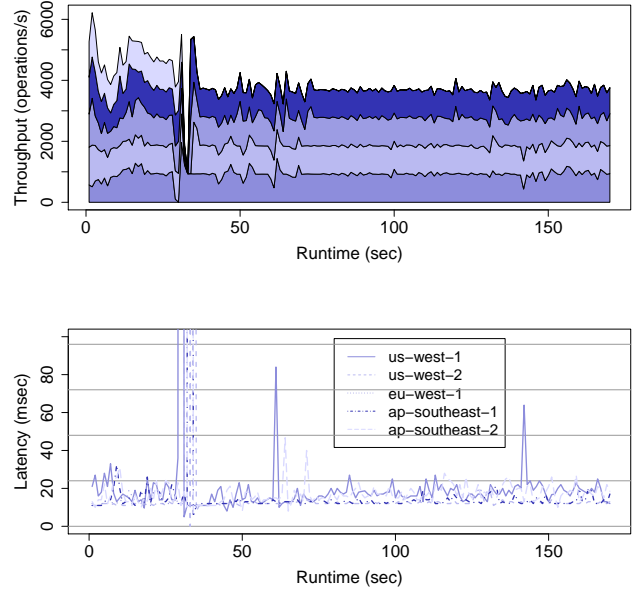 Throughput (operations/s)
6000
4000
2000
0
0 50 100 150
Runtime (sec)
Latency (msec)
80
60
40
20
0
us−west−1
us−west−2
eu−west−1
ap−southeast−1
ap−southeast−2
0 50 100 150
Runtime (sec)